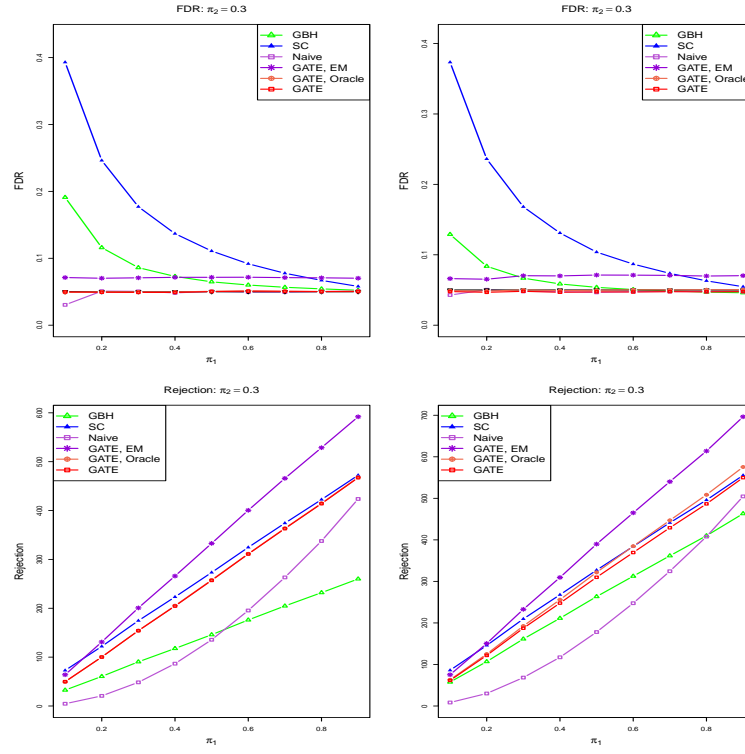 FDR: π₂ = 0.3
GBH
SC
Naive
GATE, EM
GATE, Oracle
GATE
FDR
0.0
0.1
0.2
0.3
0.4
0.2
0.4
0.6
0.8
π₁
FDR: π₂ = 0.3
GBH
SC
Naive
GATE, EM
GATE, Oracle
GATE
FDR
0.0
0.1
0.2
0.3
0.4
0.2
0.4
0.6
0.8
π₁
Rejection: π₂ = 0.3
GBH
SC
Naive
GATE, EM
GATE, Oracle
GATE
Rejection
0
100
200
300
400
500
600
0.2
0.4
0.6
0.8
π₁
Rejection: π₂ = 0.3
GBH
SC
Naive
GATE, EM
GATE, Oracle
GATE
Rejection
0
100
200
300
400
500
600
700
0.2
0.4
0.6
0.8
π₁